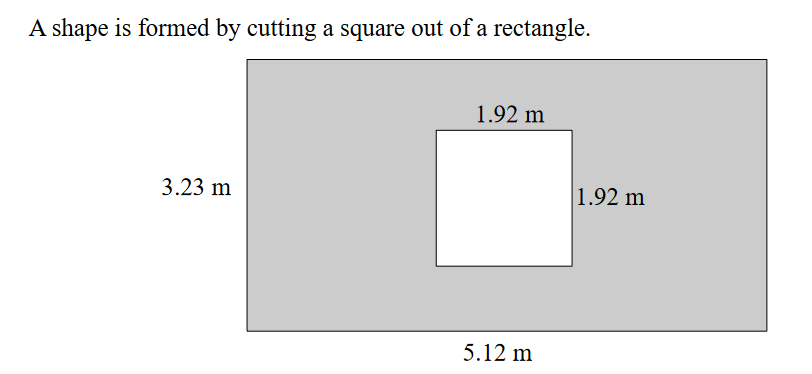 A shape is formed by cutting a square out of a rectangle.
1.92 m
3.23 m
1.92 m
5.12 m